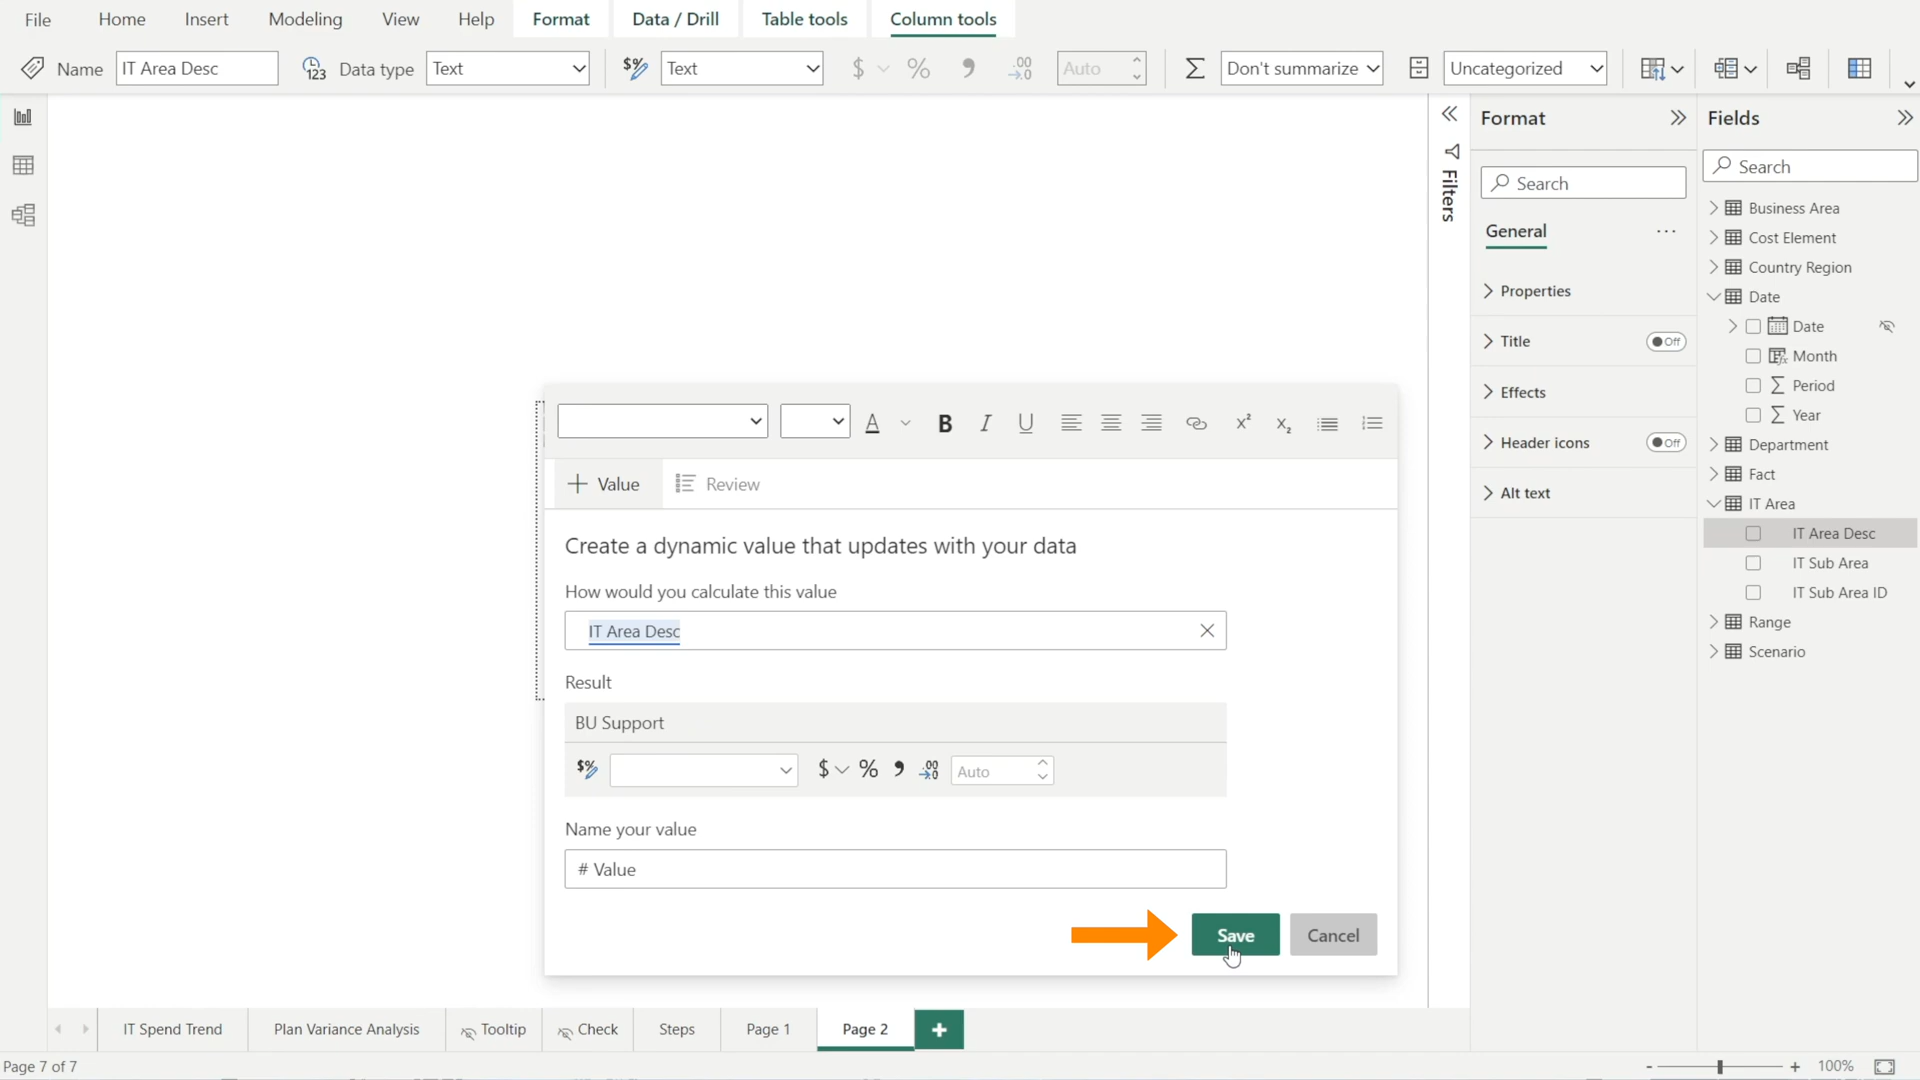 File Home Insert Modeling View Help Format Data / Drill Table tools Column tools
Name IT Area Desc Data type Text $% Text $ % 9 .00 Auto Σ Don't summarize Uncategorized
Format Fields
Search
Search
Filters
General ...
Business Area
Cost Element
Country Region
Properties
Date
Date
Title Off
Month
Period
Effects
Year
Header icons Off
Department
Fact
Alt text
IT Area
IT Area Desc
IT Sub Area
IT Sub Area ID
Range
Scenario
A B I U x² x₂
+ Value Review
Create a dynamic value that updates with your data
How would you calculate this value
IT Area Desc
Result
BU Support
$% $ % 9 .00 Auto
Name your value
# Value
Save Cancel
IT Spend Trend Plan Variance Analysis Tooltip Check Steps Page 1 Page 2 +
Page 7 of 7 - + 100%